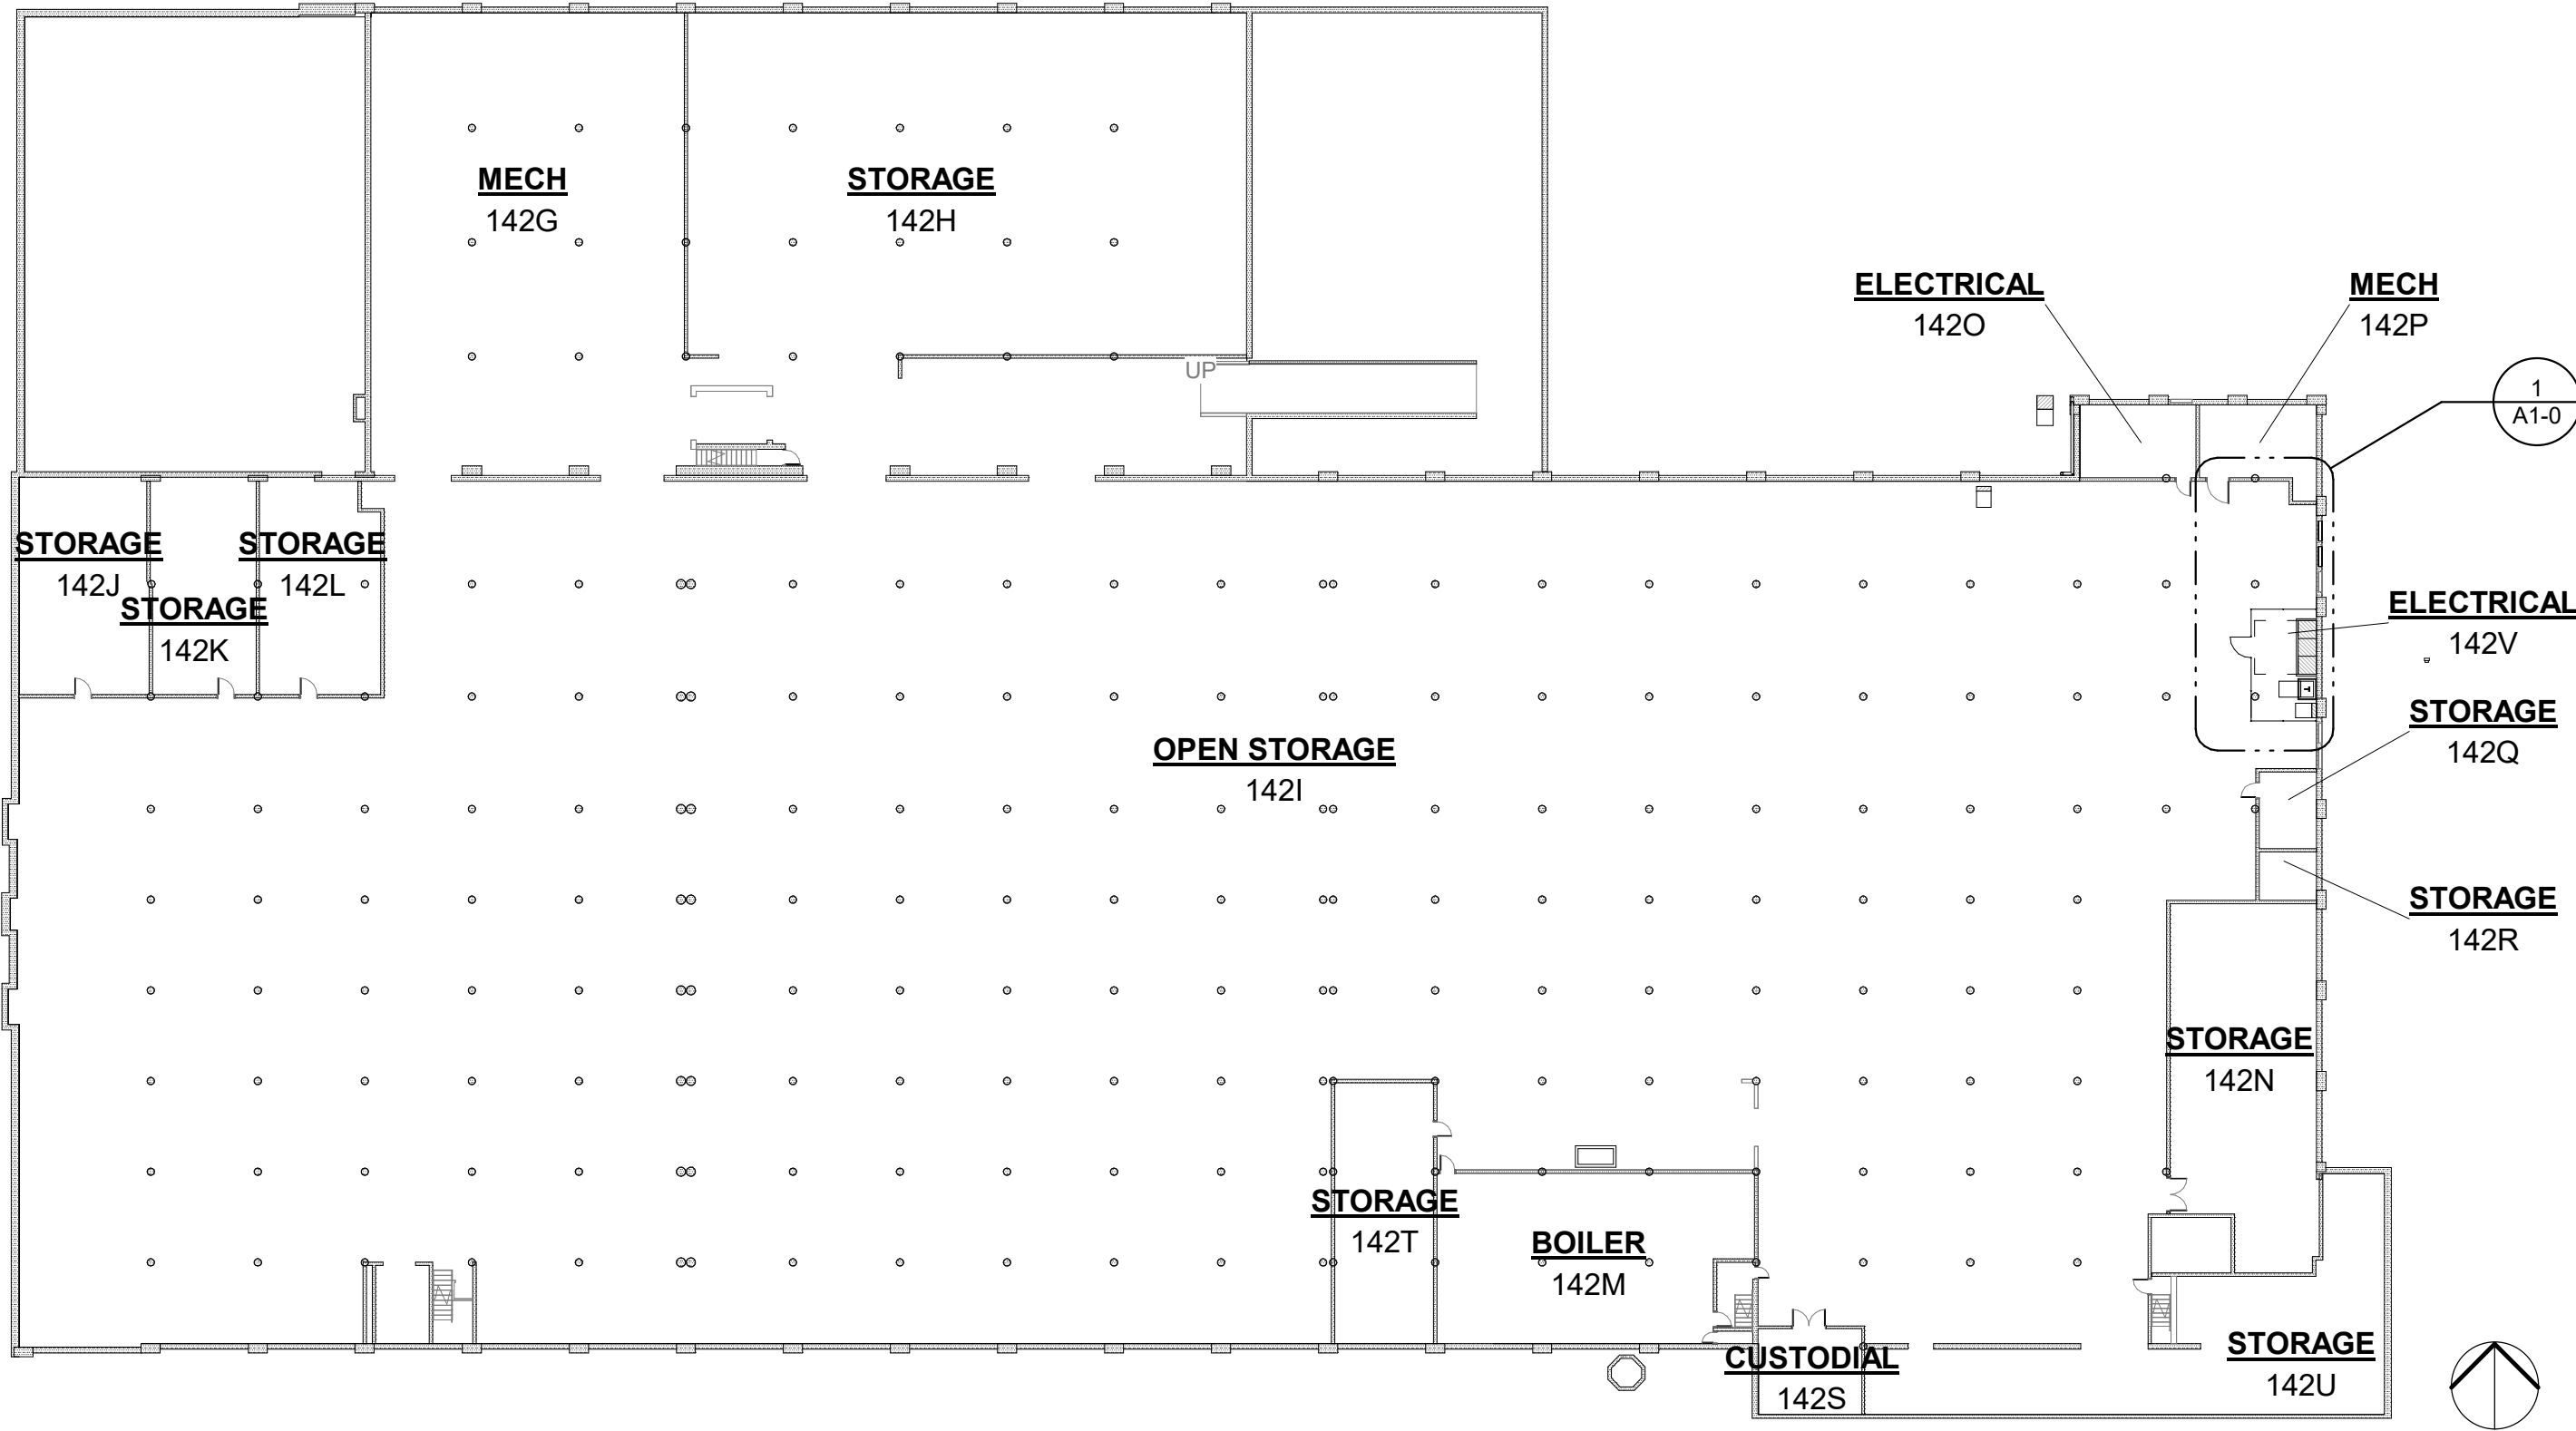 MECH
142G
STORAGE
142H
UP
ELECTRICAL
142O
MECH
142P
1
A1-0
STORAGE
142J
STORAGE
142K
STORAGE
142L
ELECTRICAL
142V
STORAGE
142Q
OPEN STORAGE
142I
STORAGE
142R
STORAGE
142N
STORAGE
142T
BOILER
142M
CUSTODIAL
142S
STORAGE
142U